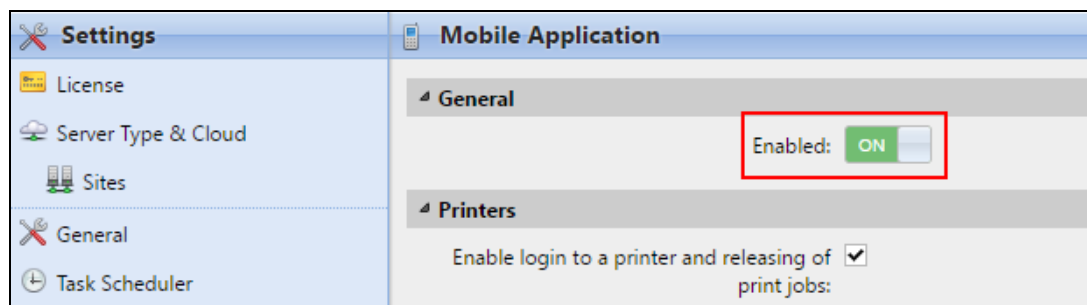 Settings
License
Server Type & Cloud
Sites
General
Task Scheduler
Mobile Application
General
Enabled: ON
Printers
Enable login to a printer and releasing of
print jobs: